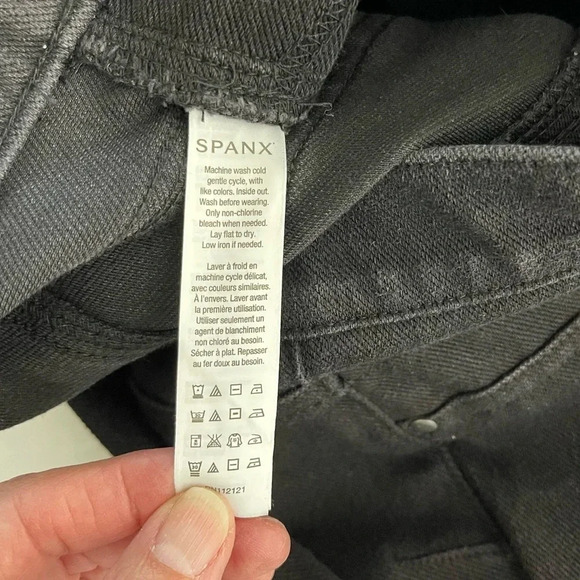 SPANX
Machine wash cold
gentle cycle, with
like colors. Inside out.
Wash before wearing.
Only non-chlorine
bleach when needed.
Lay flat to dry.
Low iron if needed.
Laver à froid en
machine cycle délicat,
avec couleurs similaires.
À l'envers. Laver avant
la première utilisation.
Utiliser seulement un
agent de blanchiment
non chloré au besoin.
Sécher à plat. Repasser
au fer doux au besoin.